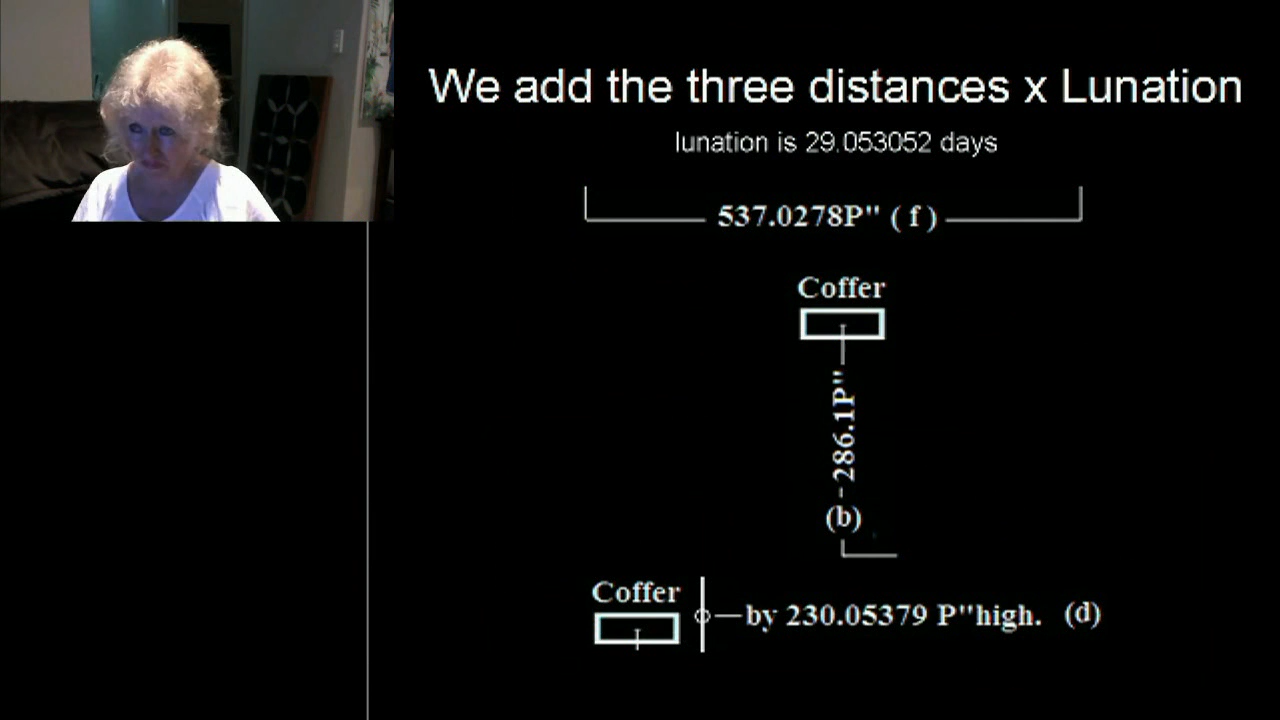 We add the three distances x Lunation
lunation is 29.053052 days
537.0278P" ( f )
Coffer
286.1P"
(b)
Coffer
by 230.05379 P"high. (d)